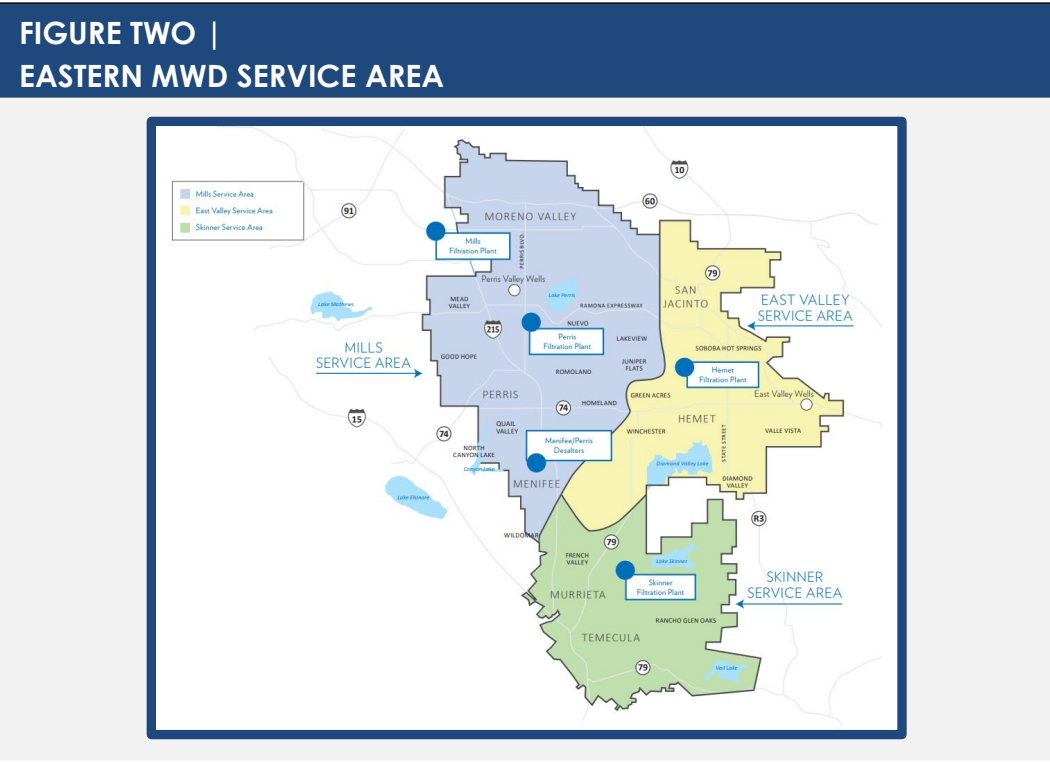 FIGURE TWO |
EASTERN MWD SERVICE AREA
Mills Service Area
East Valley Service Area
Skinner Service Area
10
91
60
MORENO VALLEY
Mills
Filtration Plant
PERRIS BLVD.
79
Perris Valley Wells
SAN
JACINTO
Lake Mathews
MEAD
VALLEY
Lake Perris
RAMONA EXPRESSWAY
EAST VALLEY
SERVICE AREA
215
NUEVO
Perris
Filtration Plant
LAKEVIEW
MILLS
SERVICE AREA
GOOD HOPE
SOBOBA HOT SPRINGS
JUNIPER
FLATS
ROMOLAND
Hemet
Filtration Plant
PERRIS
GREEN ACRES
East Valley Wells
74
HOMELAND
15
HEMET
QUAIL
VALLEY
74
WINCHESTER
STATE STREET
VALLE VISTA
Menifee/Perris
Desalters
NORTH
CANYON LAKE
Canyon Lake
Diamond Valley Lake
MENIFEE
DIAMOND
VALLEY
Lake Elsinore
R3
WILDOMAR
79
FRENCH
VALLEY
Lake Skinner
Skinner
Filtration Plant
SKINNER
SERVICE AREA
MURRIETA
RANCHO GLEN OAKS
TEMECULA
79
Vail Lake